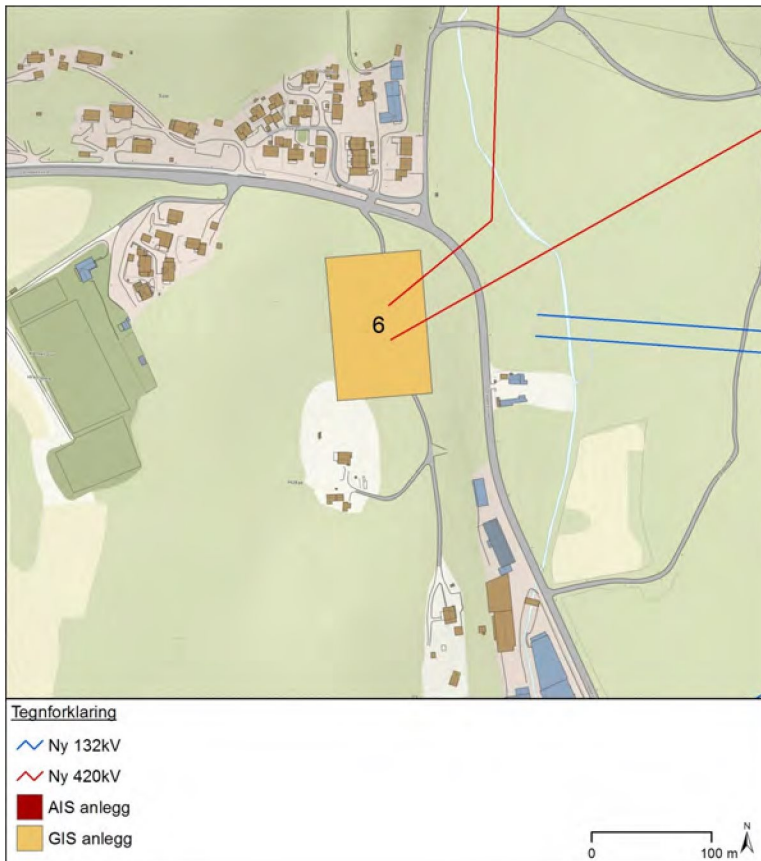 6
Tegnforklaring
Ny 132kV
Ny 420kV
AIS anlegg
GIS anlegg
0
100 m
N